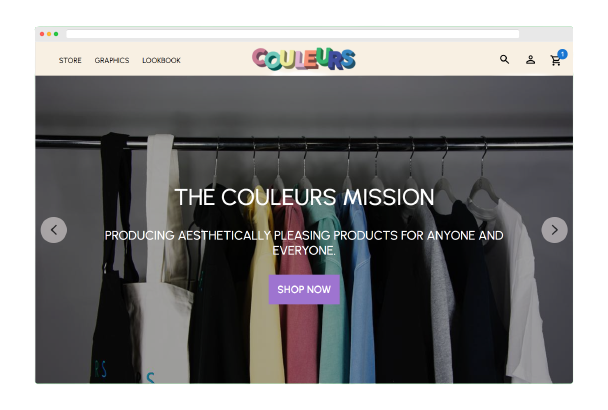 STORE GRAPHICS LOOKBOOK COULEURS 1
THE COULEURS MISSION
PRODUCING AESTHETICALLY PLEASING PRODUCTS FOR ANYONE AND
EVERYONE.
SHOP NOW